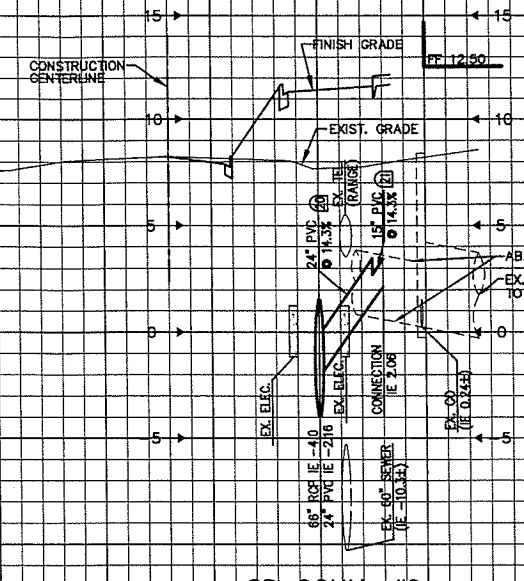 15
15
CONSTRUCTION
CENTERLINE
FINISH GRADE
FF 12.50
10
10
EXIST. GRADE
24" PVC 20
@ 14.3%
EX. TEL
(RANGE)
15" PVC 21
@ 14.3%
5
5
AB
EX.
TO
0
0
EX. ELEC.
EX. ELEC.
CONNECTION
IE 2.06
EX. CO
(IE 0.24±)
-5
-5
66" RCP IE -4.0
24" PVC IE -2.16
EX. 60" SEWER
(IE -10.3±)